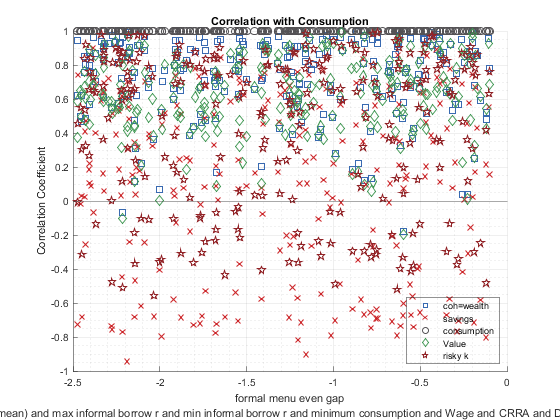 Correlation with Consumption
Correlation Coefficient
1
0.8
0.6
0.4
0.2
0
-0.2
-0.4
-0.6
-0.8
-1
coh=wealth
savings
consumption
Value
risky k
-2.5
-2
-1.5
-1
-0.5
0
formal menu even gap
mean) and max informal borrow r and min informal borrow r and minimum consumption and Wage and CRRA and D